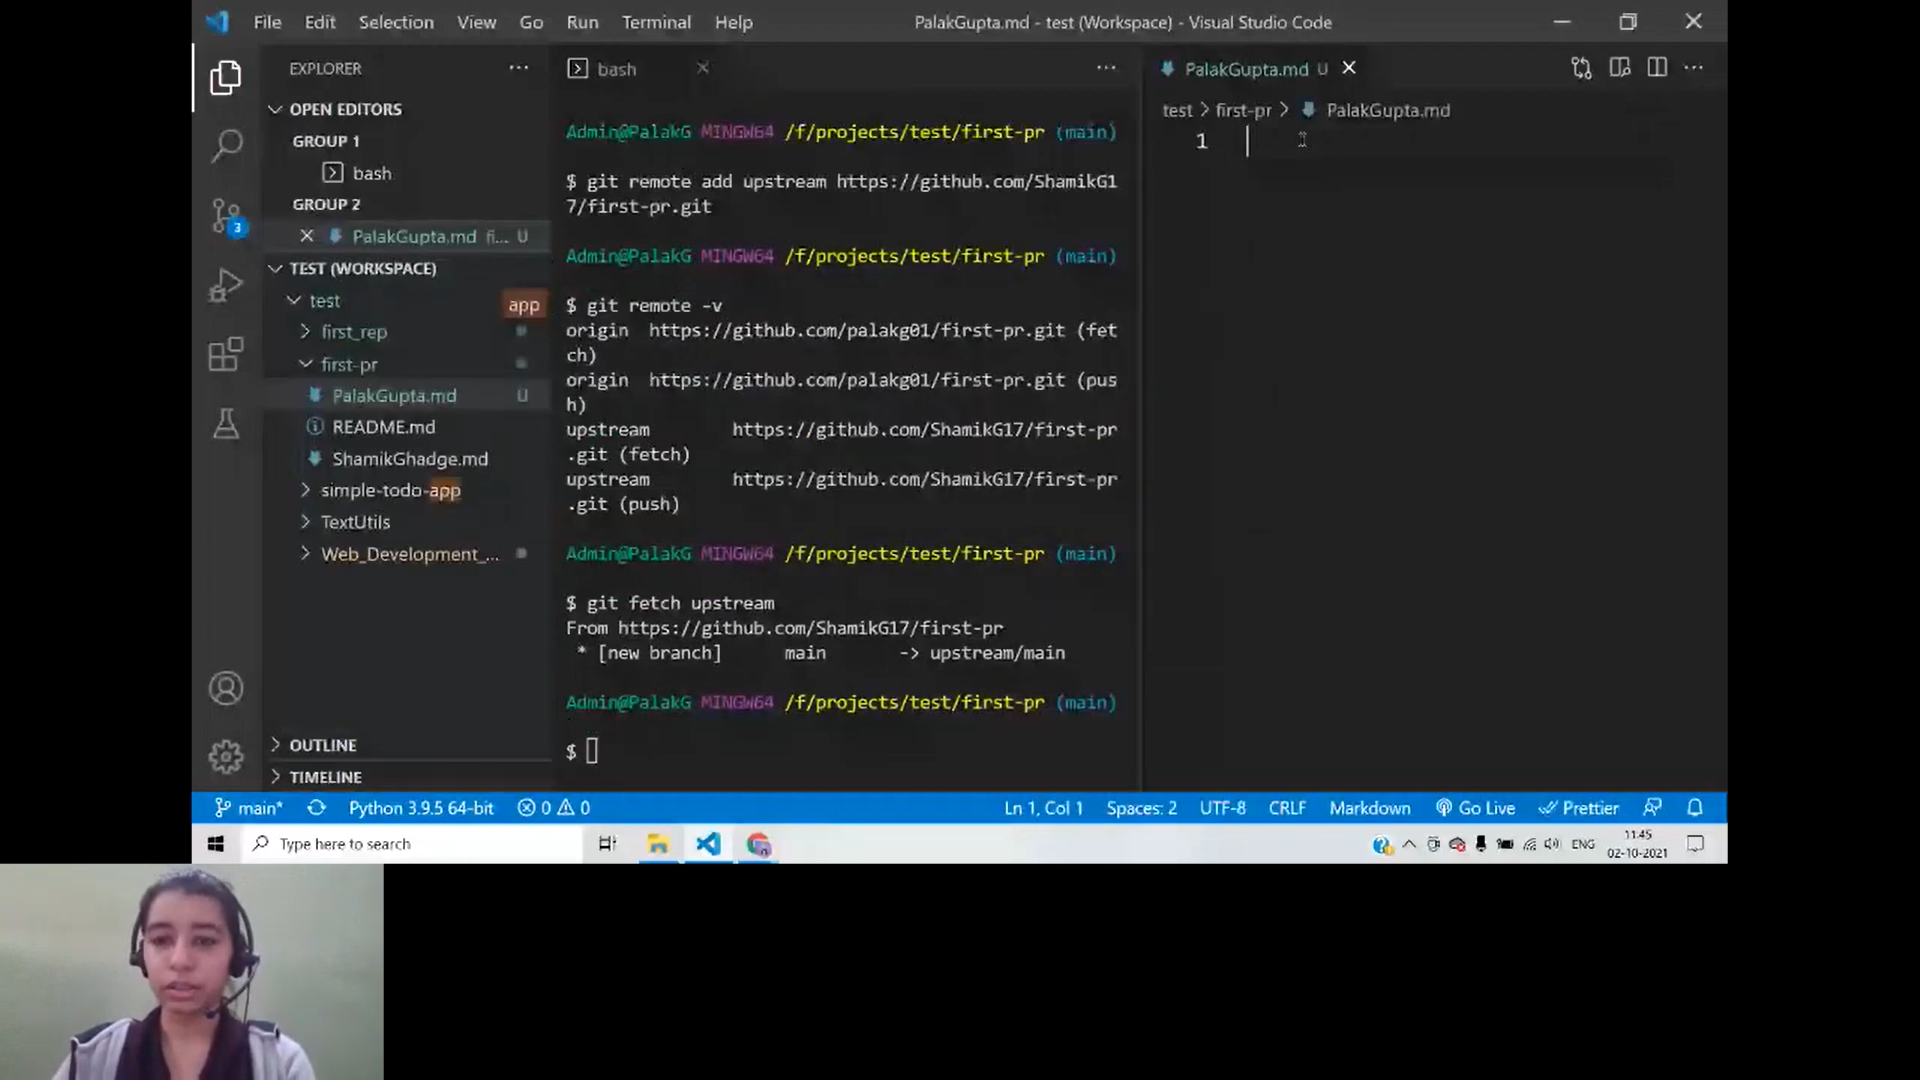 File Edit Selection View Go Run Terminal Help PalakGupta.md - test (Workspace) - Visual Studio Code
EXPLORER
OPEN EDITORS
GROUP 1
bash
GROUP 2
PalakGupta.md fi... U
TEST (WORKSPACE)
test
app
first_rep
first-pr
PalakGupta.md U
README.md
ShamikGhadge.md
simple-todo-app
TextUtils
Web_Development_...
OUTLINE
TIMELINE
3
bash
Admin@PalakG MINGW64 /f/projects/test/first-pr (main)
$ git remote add upstream https://github.com/ShamikG1
7/first-pr.git
Admin@PalakG MINGW64 /f/projects/test/first-pr (main)
$ git remote -v
origin https://github.com/palakg01/first-pr.git (fet
ch)
origin https://github.com/palakg01/first-pr.git (pus
h)
upstream https://github.com/ShamikG17/first-pr
.git (fetch)
upstream https://github.com/ShamikG17/first-pr
.git (push)
Admin@PalakG MINGW64 /f/projects/test/first-pr (main)
$ git fetch upstream
From https://github.com/ShamikG17/first-pr
* [new branch] main -> upstream/main
Admin@PalakG MINGW64 /f/projects/test/first-pr (main)
$
PalakGupta.md U
test > first-pr > PalakGupta.md
1
main* Python 3.9.5 64-bit 0 0 Ln 1, Col 1 Spaces: 2 UTF-8 CRLF Markdown Go Live Prettier
Type here to search
ENG
11:45
02-10-2021